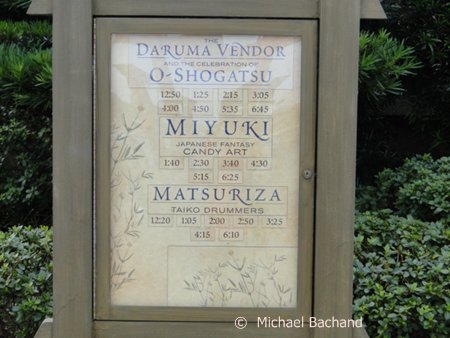 THE
DARUMA VENDOR
AND THE CELEBRATION OF
O-SHOGATSU
12:50 1:25 2:15 3:05
4:00 4:50 5:35 6:45
MIYUKI
JAPANESE FANTASY
CANDY ART
1:40 2:30 3:40 4:30
5:15 6:25
MATSURIZA
TAIKO DRUMMERS
12:20 1:05 2:00 2:50 3:25
4:15 6:10
© Michael Bachand